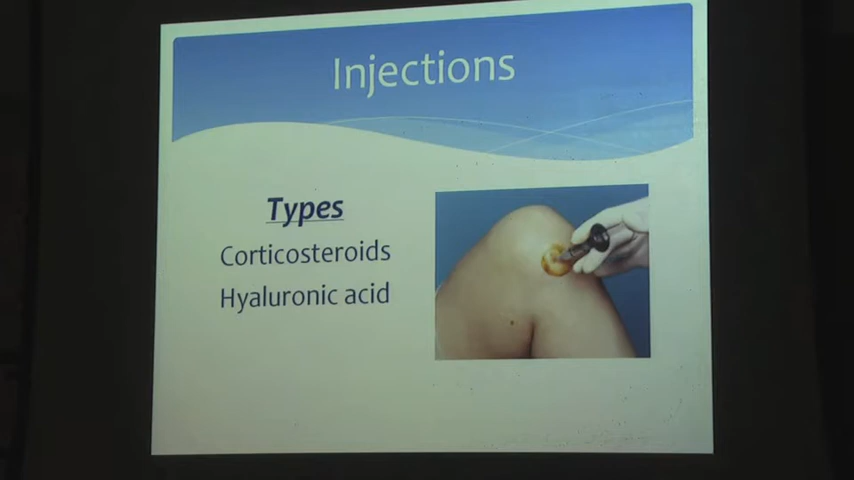 Injections
Types
Corticosteroids
Hyaluronic acid